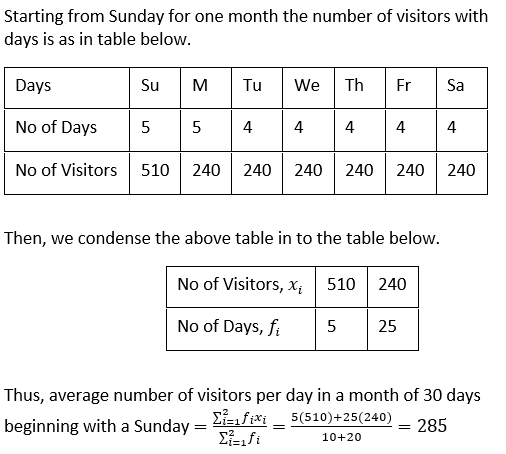 Starting from Sunday for one month the number of visitors with
days is as in table below.
Days Su M Tu We Th Fr Sa
No of Days 5 5 4 4 4 4 4
No of Visitors 510 240 240 240 240 240 240
Then, we condense the above table in to the table below.
No of Visitors, xᵢ 510 240
No of Days, fᵢ 5 25
Thus, average number of visitors per day in a month of 30 days
beginning with a Sunday = \frac{\sum_{i=1}^{2} f_i x_i}{\sum_{i=1}^{2} f_i} = \frac{5(510)+25(240)}{10+20} = 285